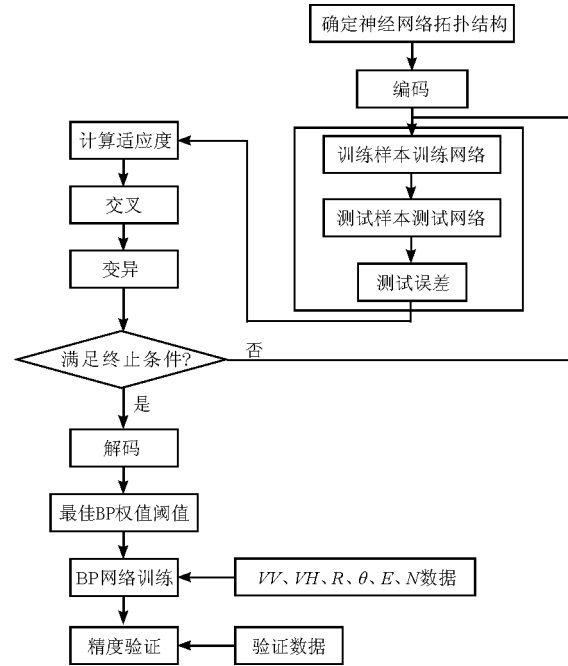 确定神经网络拓扑结构
编码
训练样本训练网络
测试样本测试网络
测试误差
计算适应度
交叉
变异
满足终止条件?
否
是
解码
最佳BP权值阈值
BP网络训练
VV、VH、R、θ、E、N数据
精度验证
验证数据